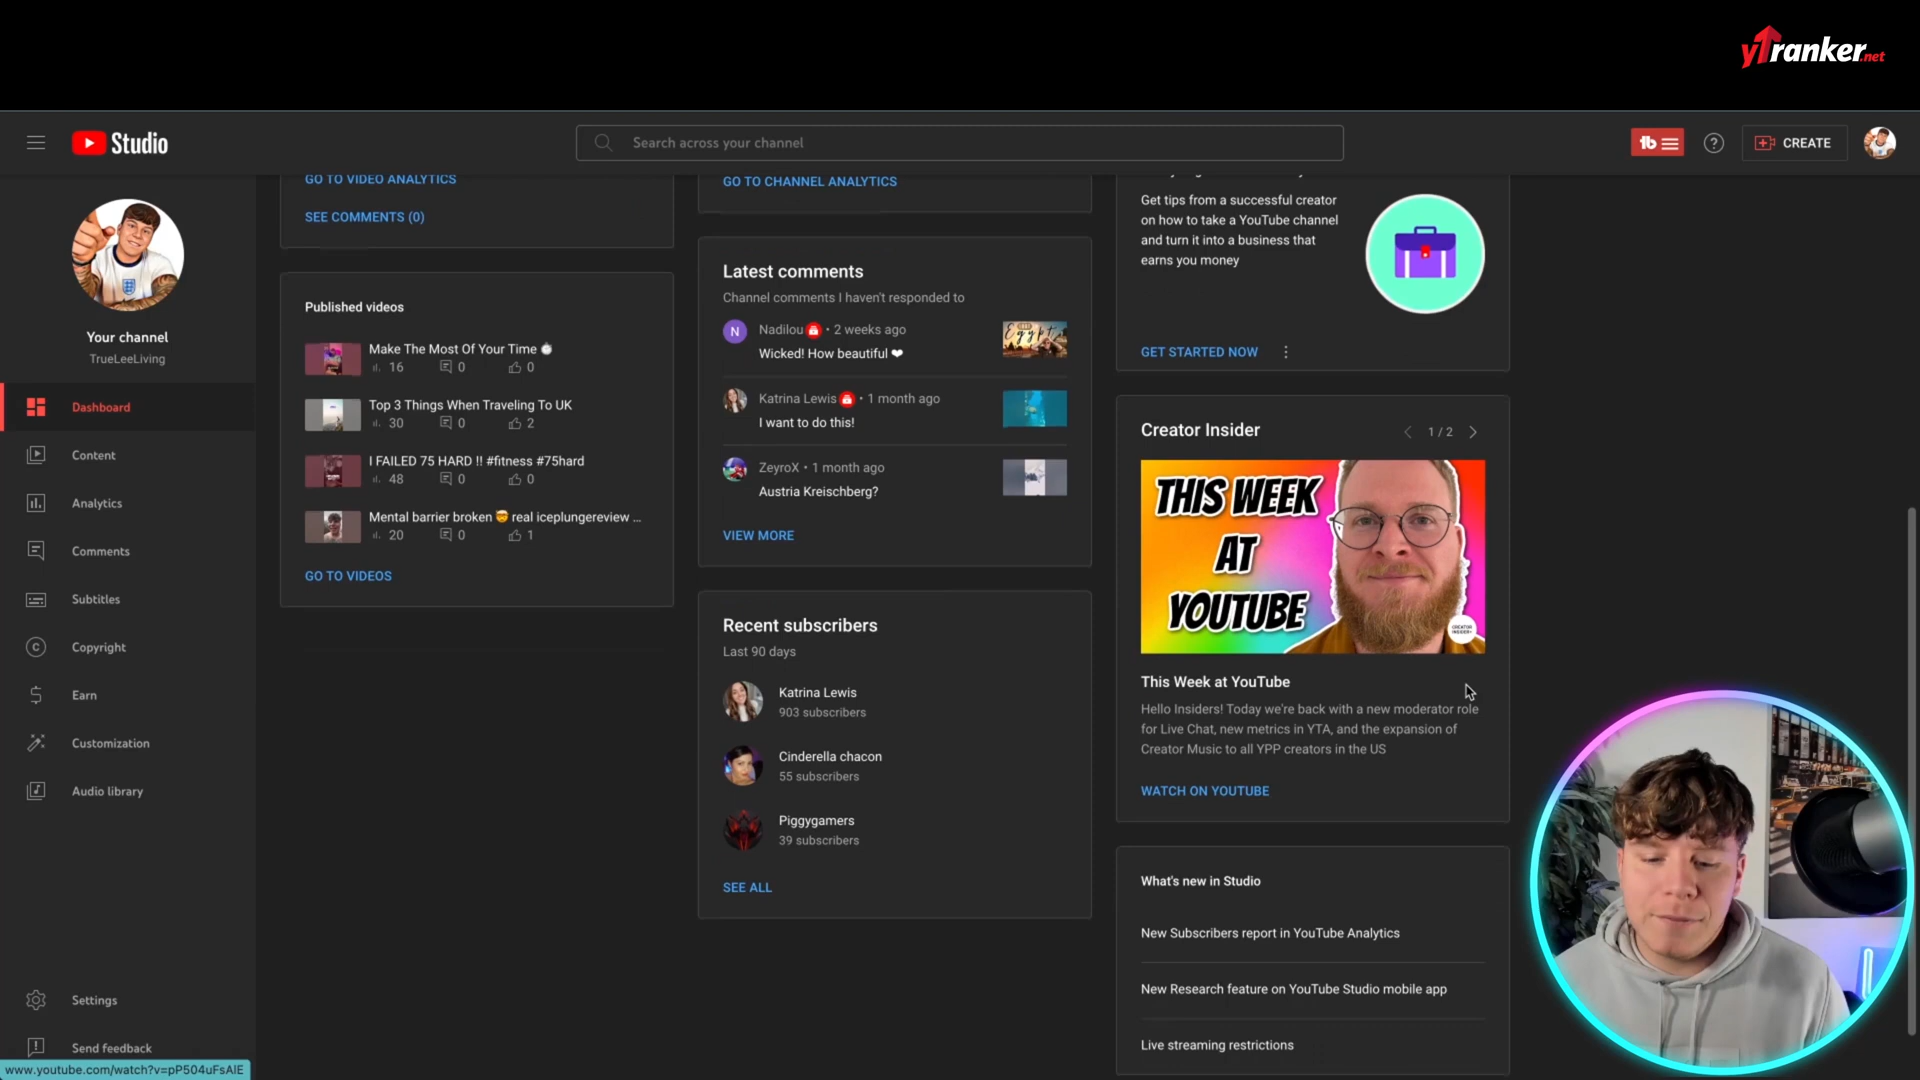 yTranker.net
Studio
Search across your channel
tb
?
CREATE
Your channel
TrueLeeLiving
Dashboard
Content
Analytics
Comments
Subtitles
Copyright
Earn
Customization
Audio library
Settings
Send feedback
www.youtube.com/watch?v=pP504uFsAlE
GO TO VIDEO ANALYTICS
SEE COMMENTS (0)
Published videos
Make The Most Of Your Time ⏱
16 0 0
Top 3 Things When Traveling To UK
30 0 2
I FAILED 75 HARD !! #fitness #75hard
48 0 0
Mental barrier broken 🤯 real iceplungereview ...
20 0 1
GO TO VIDEOS
GO TO CHANNEL ANALYTICS
Latest comments
Channel comments I haven't responded to
N
Nadilou • 2 weeks ago
Wicked! How beautiful ❤
Katrina Lewis • 1 month ago
I want to do this!
ZeyroX • 1 month ago
Austria Kreischberg?
VIEW MORE
Recent subscribers
Last 90 days
Katrina Lewis
903 subscribers
Cinderella chacon
55 subscribers
Piggygamers
39 subscribers
SEE ALL
Get tips from a successful creator
on how to take a YouTube channel
and turn it into a business that
earns you money
GET STARTED NOW
Creator Insider
1 / 2
THIS WEEK
AT
YOUTUBE
CREATOR
INSIDER
This Week at YouTube
Hello Insiders! Today we're back with a new moderator role
for Live Chat, new metrics in YTA, and the expansion of
Creator Music to all YPP creators in the US
WATCH ON YOUTUBE
What's new in Studio
New Subscribers report in YouTube Analytics
New Research feature on YouTube Studio mobile app
Live streaming restrictions